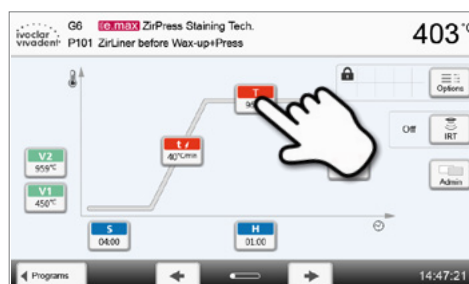 ivoclar
vivadent
G6 IPS e.max ZirPress Staining Tech.
P101 ZirLiner before Wax-up+Press
403 °C
Options
Off
IRT
Admin
T
t
40°C/min
V2
959°C
V1
450°C
S
04:00
H
01:00
Programs
14:47:21